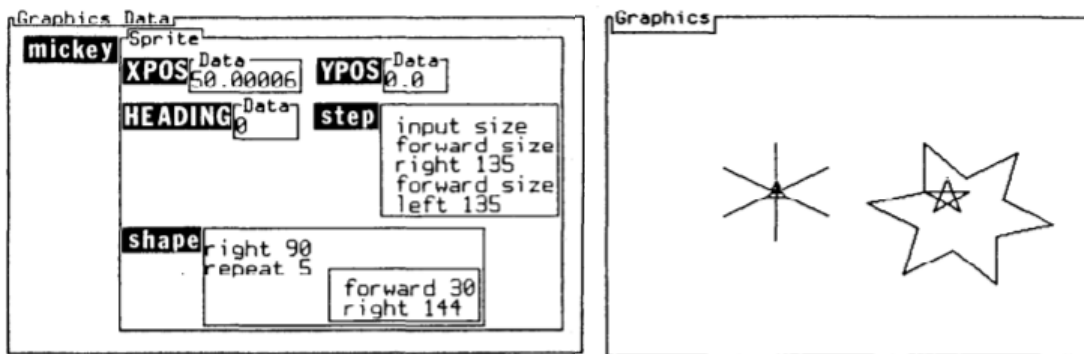 Graphics Data
mickey
Sprite
XPOS
Data
50.00006
YPOS
Data
0.0
HEADING
Data
0
step
input size
forward size
right 135
forward size
left 135
shape
right 90
repeat 5
forward 30
right 144
Graphics